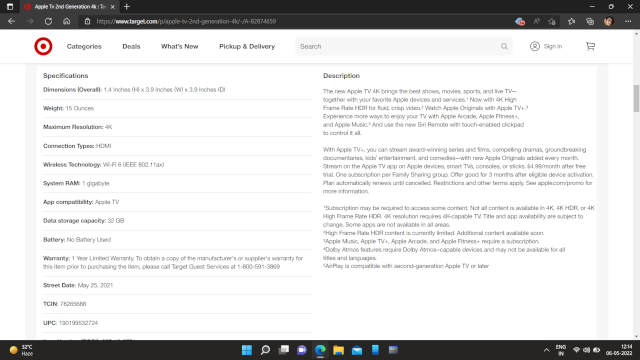 Apple Tv 2nd Generation 4k : Tar
https://www.target.com/p/apple-tv-2nd-generation-4k/-/A-82874659
Categories
Deals
What's New
Pickup & Delivery
Search
Sign in
Specifications
Dimensions (Overall): 1.4 Inches (H) x 3.9 Inches (W) x 3.9 Inches (D)
Weight: 15 Ounces
Maximum Resolution: 4K
Connection Types: HDMI
Wireless Technology: Wi-Fi 6 (IEEE 802.11ax)
System RAM: 1 gigabyte
App compatibility: Apple TV
Data storage capacity: 32 GB
Battery: No Battery Used
Warranty: 1 Year Limited Warranty. To obtain a copy of the manufacturer's or supplier's warranty for
this item prior to purchasing the item, please call Target Guest Services at 1-800-591-3869
Street Date: May 25, 2021
TCIN: 78265688
UPC: 190199532724
Description
The new Apple TV 4K brings the best shows, movies, sports, and live TV—
together with your favorite Apple devices and services.¹ Now with 4K High
Frame Rate HDR for fluid, crisp video.² Watch Apple Originals with Apple TV+.³
Experience more ways to enjoy your TV with Apple Arcade, Apple Fitness+,
and Apple Music.³ And use the new Siri Remote with touch-enabled clickpad
to control it all.
With Apple TV+, you can stream award-winning series and films, compelling dramas, groundbreaking
documentaries, kids' entertainment, and comedies—with new Apple Originals added every month.
Stream on the Apple TV app on Apple devices, smart TVs, consoles, or sticks. $4.99/month after free
trial. One subscription per Family Sharing group. Offer good for 3 months after eligible device activation.
Plan automatically renews until cancelled. Restrictions and other terms apply. See apple.com/promo for
more information.
¹Subscription may be required to access some content. Not all content is available in 4K, 4K HDR, or 4K
High Frame Rate HDR. 4K resolution requires 4K-capable TV. Title and app availability are subject to
change. Some apps are not available in all areas.
²High Frame Rate HDR content is currently limited. Additional content available soon.
³Apple Music, Apple TV+, Apple Arcade, and Apple Fitness+ require a subscription.
⁴Dolby Atmos features require Dolby Atmos–capable devices and may not be available for all
titles and languages.
⁵AirPlay is compatible with second-generation Apple TV or later
32°C
Haze
ENG
IN
12:14
06-05-2022